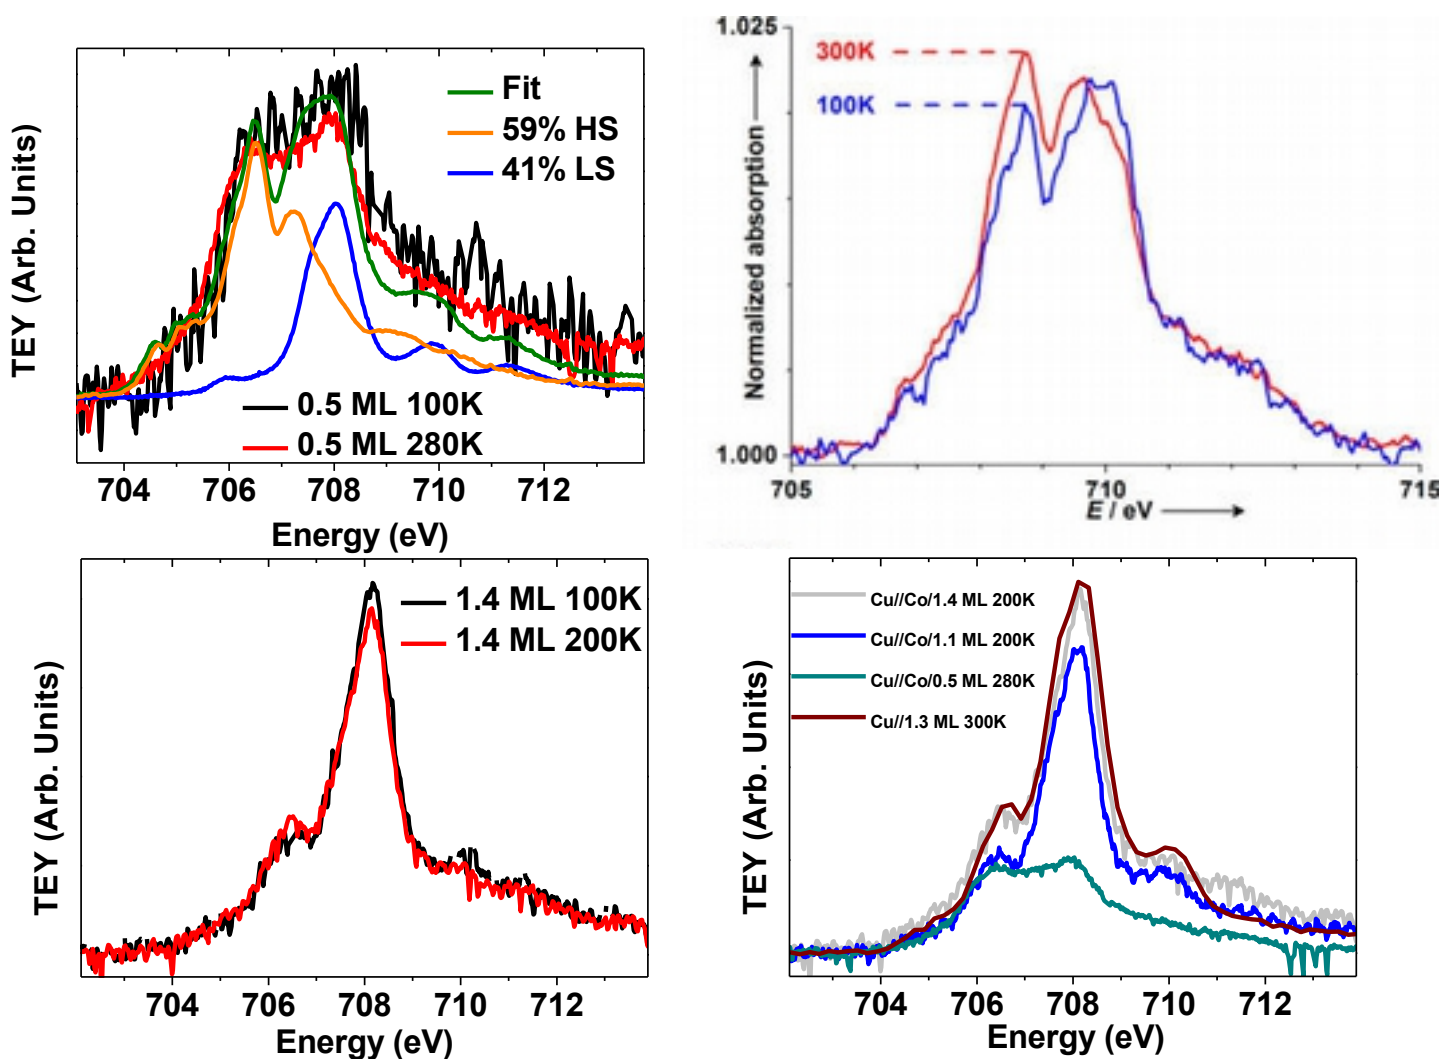 TEY (Arb. Units)
Fit
59% HS
41% LS
0.5 ML 100K
0.5 ML 280K
704 706 708 710 712
Energy (eV)
1.025
300K
100K
Normalized absorption
1.000
705 710 715
E / eV
TEY (Arb. Units)
1.4 ML 100K
1.4 ML 200K
704 706 708 710 712
Energy (eV)
TEY (Arb. Units)
Cu//Co/1.4 ML 200K
Cu//Co/1.1 ML 200K
Cu//Co/0.5 ML 280K
Cu//1.3 ML 300K
704 706 708 710 712
Energy (eV)